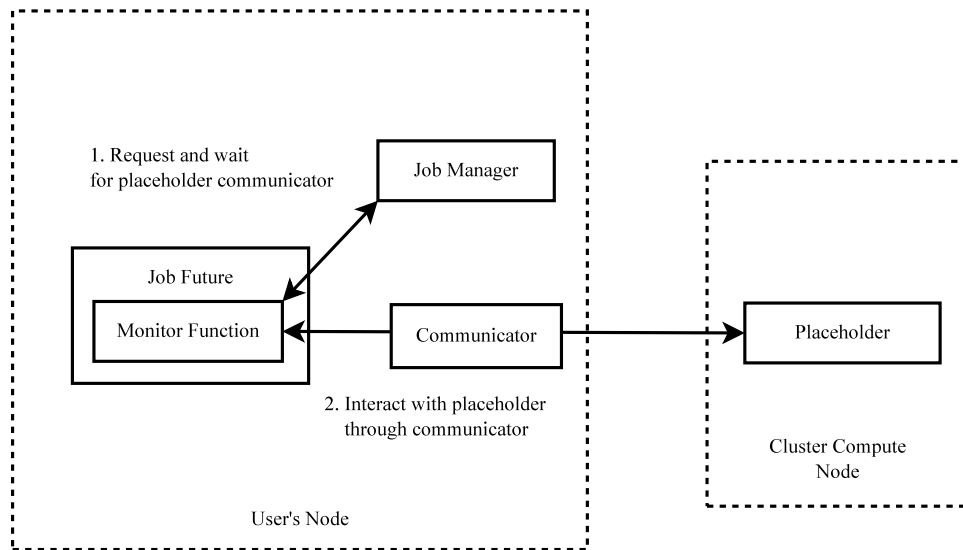 1. Request and wait
for placeholder communicator
Job Manager
Job Future
Monitor Function
Communicator
Placeholder
2. Interact with placeholder
through communicator
Cluster Compute
Node
User's Node